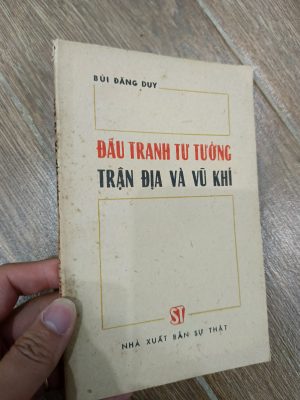 BÙI ĐĂNG DUY
ĐẤU TRANH TƯ TƯỞNG
TRẬN ĐỊA VÀ VŨ KHÍ
ST
NHÀ XUẤT BẢN SỰ THẬT